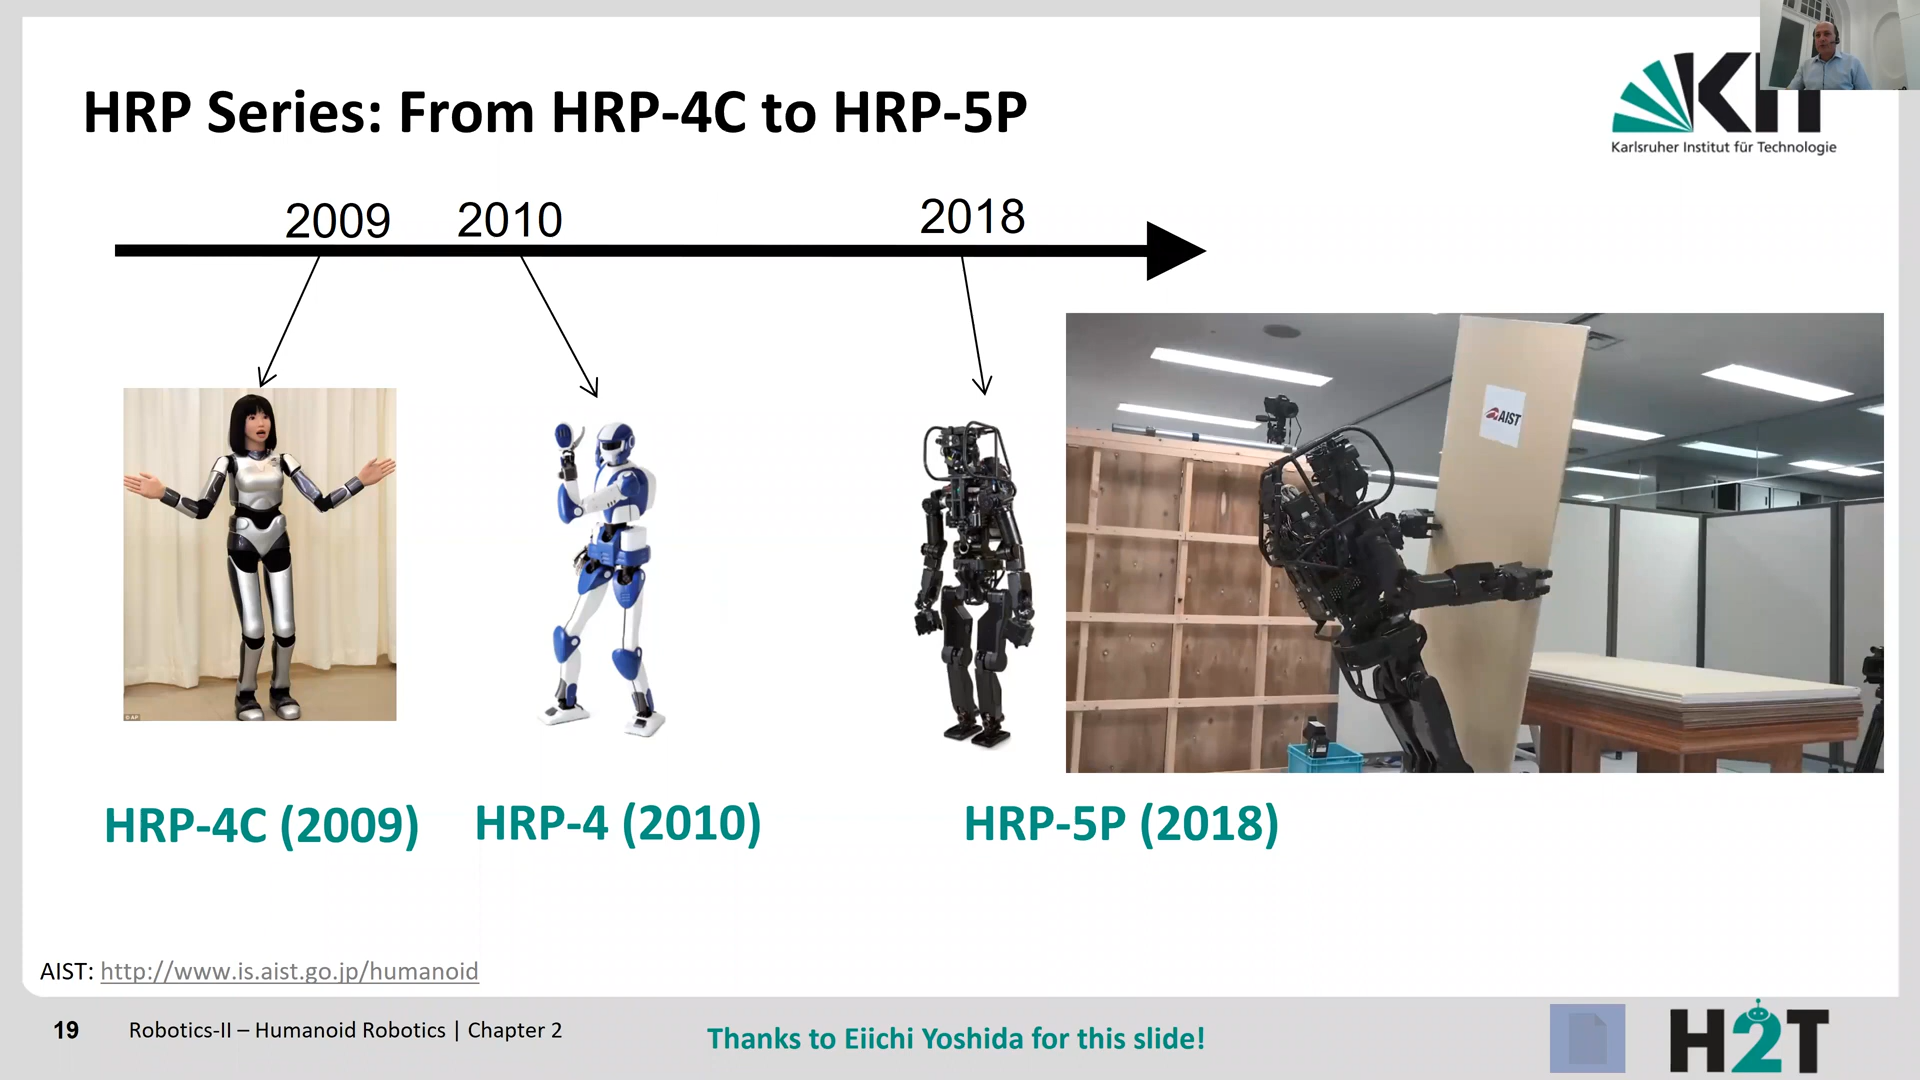 HRP Series: From HRP-4C to HRP-5P
Karlsruher Institut für Technologie
2009
2010
2018
© AP
AIST
HRP-4C (2009)
HRP-4 (2010)
HRP-5P (2018)
AIST: http://www.is.aist.go.jp/humanoid
19
Robotics-II – Humanoid Robotics | Chapter 2
Thanks to Eiichi Yoshida for this slide!
H2T